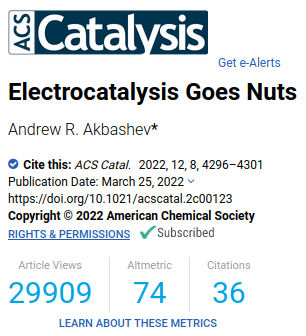 ACS Catalysis
Get e-Alerts
Electrocatalysis Goes Nuts
Andrew R. Akbashev*
Cite this: ACS Catal. 2022, 12, 8, 4296–4301
Publication Date: March 25, 2022
https://doi.org/10.1021/acscatal.2c00123
Copyright © 2022 American Chemical Society
RIGHTS & PERMISSIONS Subscribed
Article Views Altmetric Citations
29909 74 36
LEARN ABOUT THESE METRICS